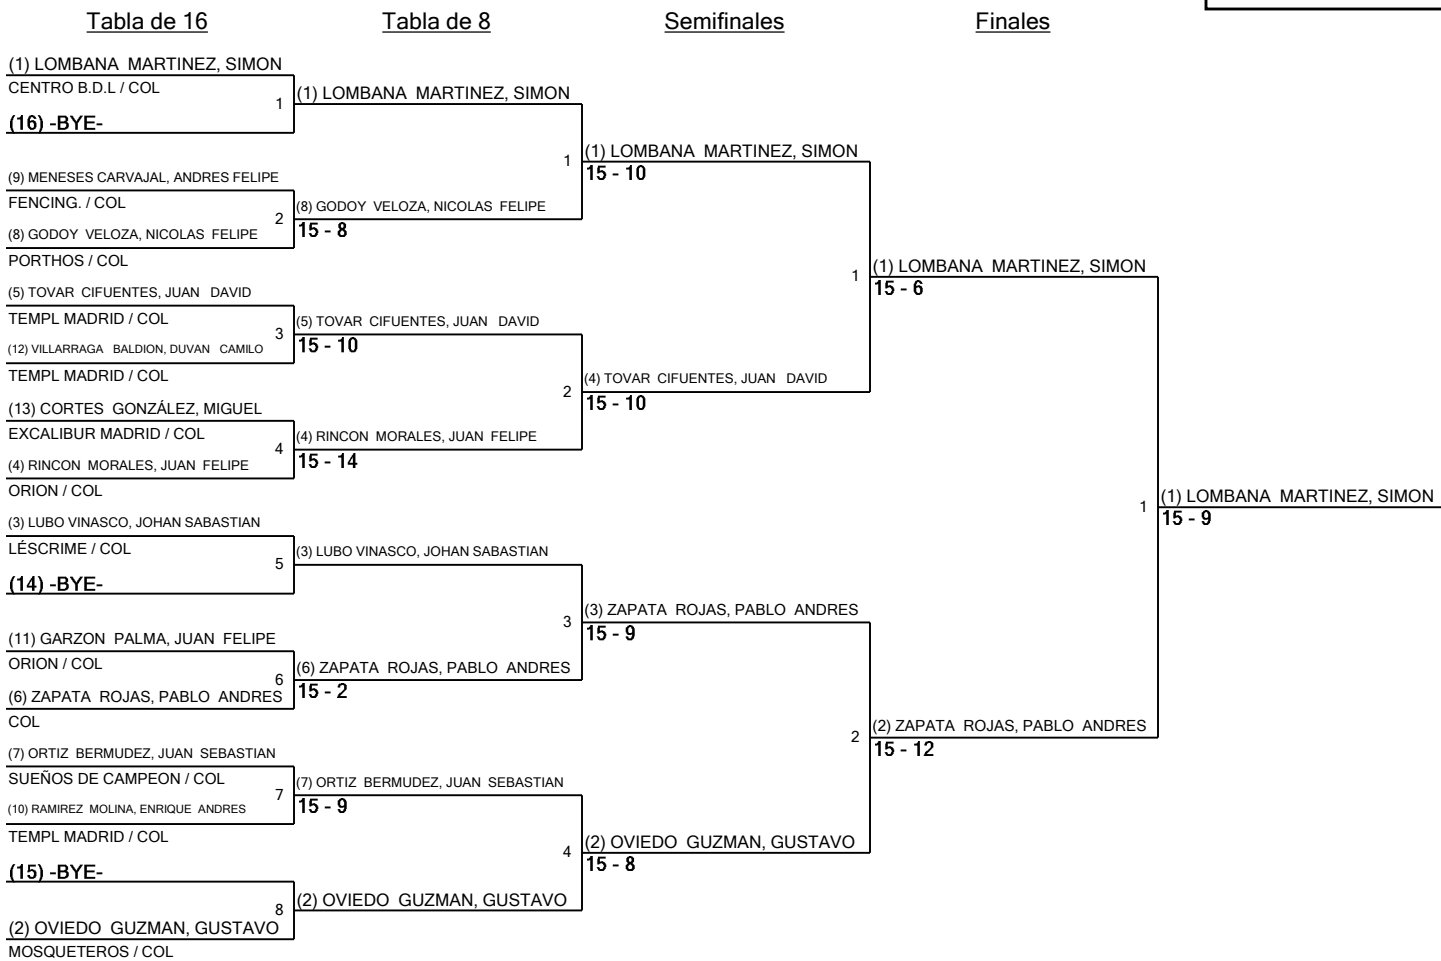 Tabla de 16
Tabla de 8
Semifinales
Finales
(1) LOMBANA MARTINEZ, SIMON
CENTRO B.D.L / COL
1
(16) -BYE-
(9) MENESES CARVAJAL, ANDRES FELIPE
FENCING. / COL
2
(8) GODOY VELOZA, NICOLAS FELIPE
PORTHOS / COL
(5) TOVAR CIFUENTES, JUAN DAVID
TEMPL MADRID / COL
3
(12) VILLARRAGA BALDION, DUVAN CAMILO
TEMPL MADRID / COL
(13) CORTES GONZÁLEZ, MIGUEL
EXCALIBUR MADRID / COL
4
(4) RINCON MORALES, JUAN FELIPE
ORION / COL
(3) LUBO VINASCO, JOHAN SABASTIAN
LÉSCRIME / COL
5
(14) -BYE-
(11) GARZON PALMA, JUAN FELIPE
ORION / COL
6
(6) ZAPATA ROJAS, PABLO ANDRES
COL
(7) ORTIZ BERMUDEZ, JUAN SEBASTIAN
SUEÑOS DE CAMPEON / COL
7
(10) RAMIREZ MOLINA, ENRIQUE ANDRES
TEMPL MADRID / COL
(15) -BYE-
8
(2) OVIEDO GUZMAN, GUSTAVO
MOSQUETEROS / COL
(1) LOMBANA MARTINEZ, SIMON
1
(8) GODOY VELOZA, NICOLAS FELIPE
15 - 8
(5) TOVAR CIFUENTES, JUAN DAVID
15 - 10
2
(4) RINCON MORALES, JUAN FELIPE
15 - 14
(3) LUBO VINASCO, JOHAN SABASTIAN
3
(6) ZAPATA ROJAS, PABLO ANDRES
15 - 2
(7) ORTIZ BERMUDEZ, JUAN SEBASTIAN
15 - 9
4
(2) OVIEDO GUZMAN, GUSTAVO
(1) LOMBANA MARTINEZ, SIMON
15 - 10
1
(4) TOVAR CIFUENTES, JUAN DAVID
15 - 10
(3) ZAPATA ROJAS, PABLO ANDRES
15 - 9
2
(2) OVIEDO GUZMAN, GUSTAVO
15 - 8
(1) LOMBANA MARTINEZ, SIMON
15 - 6
1
(2) ZAPATA ROJAS, PABLO ANDRES
15 - 12
(1) LOMBANA MARTINEZ, SIMON
15 - 9